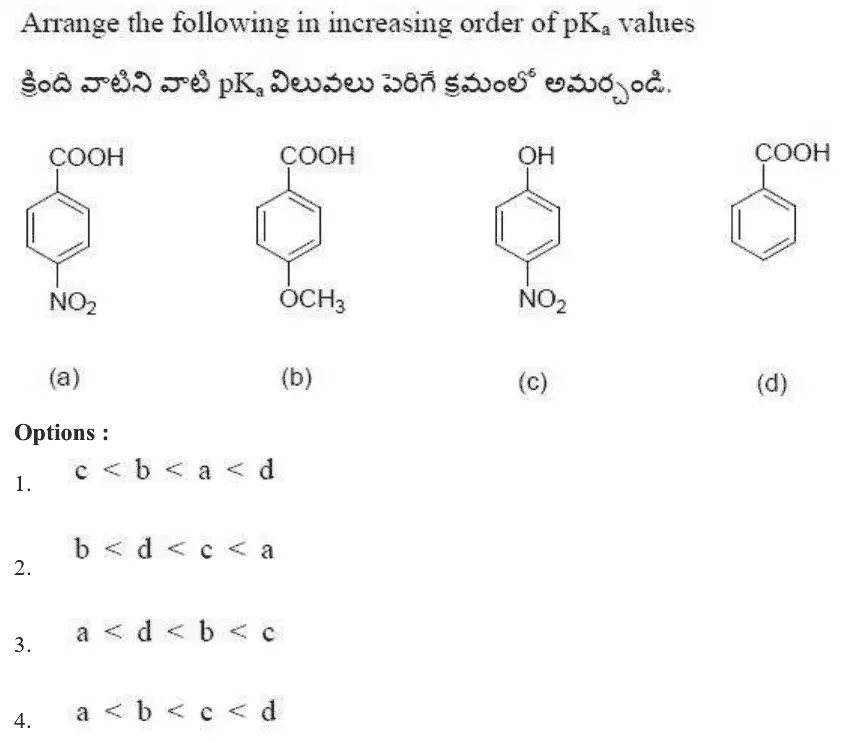 Arrange the following in increasing order of pKₐ values
క్రింది వాటిని వాటి pKₐ విలువలు పెరిగే క్రమంలో అమర్చండి.
COOH COOH OH COOH
NO₂ OCH₃ NO₂
(a) (b) (c) (d)
Options :
1. c < b < a < d
2. b < d < c < a
3. a < d < b < c
4. a < b < c < d